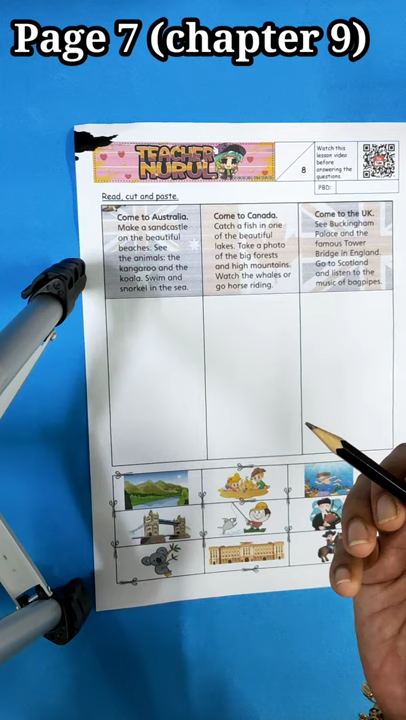 Page 7 (chapter 9)
TEACHER
NURUL
8
Watch this
lesson video
before
answering the
questions.
PBD:
Read, cut and paste.
Come to Australia.
Make a sandcastle
on the beautiful
beaches. See
the animals: the
kangaroo and the
koala. Swim and
snorkel in the sea.
Come to Canada.
Catch a fish in one
of the beautiful
lakes. Take a photo
of the big forests
and high mountains.
Watch the whales or
go horse riding.
Come to the UK.
See Buckingham
Palace and the
famous Tower
Bridge in England.
Go to Scotland
and listen to the
music of bagpipes.